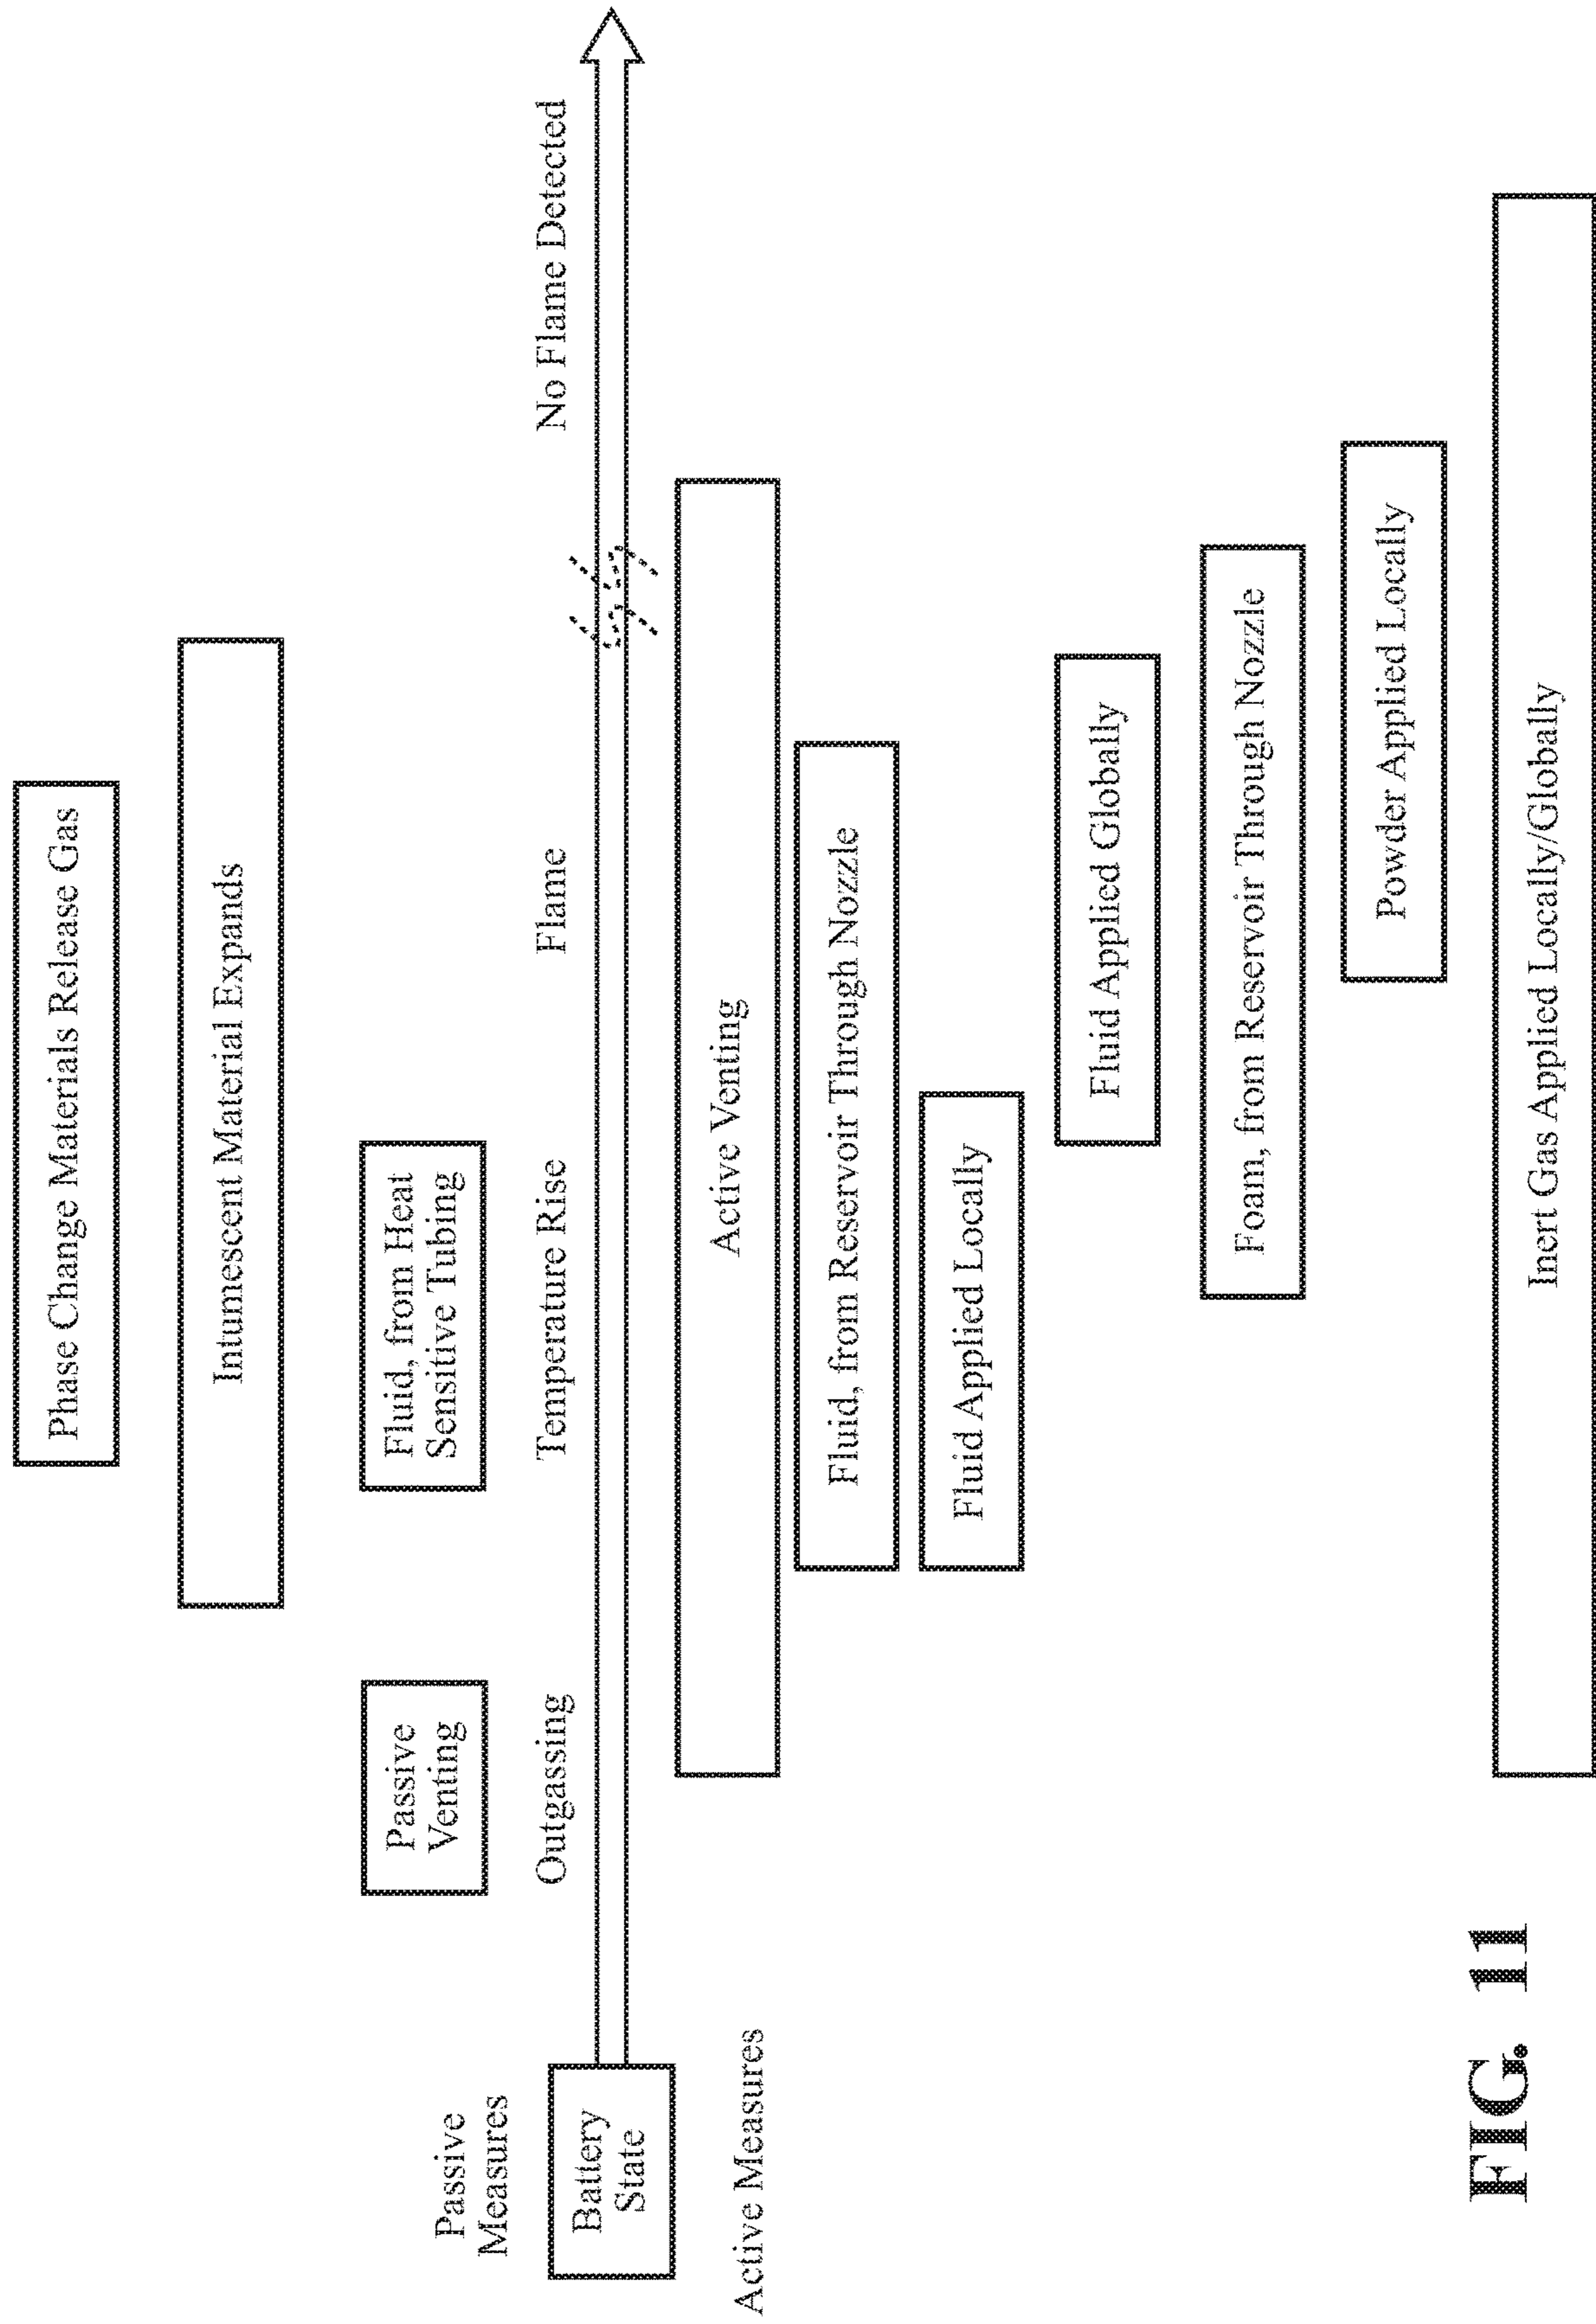 Phase Change Materials Release Gas
Intumescent Material Expands
Passive
Measures
Passive
Venting
Fluid, from Heat
Sensitive Tubing
Battery
State
Outgassing
Temperature Rise
Flame
No Flame Detected
Active Measures
Active Venting
Fluid, from Reservoir Through Nozzle
Fluid Applied Locally
Fluid Applied Globally
Foam, from Reservoir Through Nozzle
Powder Applied Locally
Inert Gas Applied Locally/Globally
FIG. 11